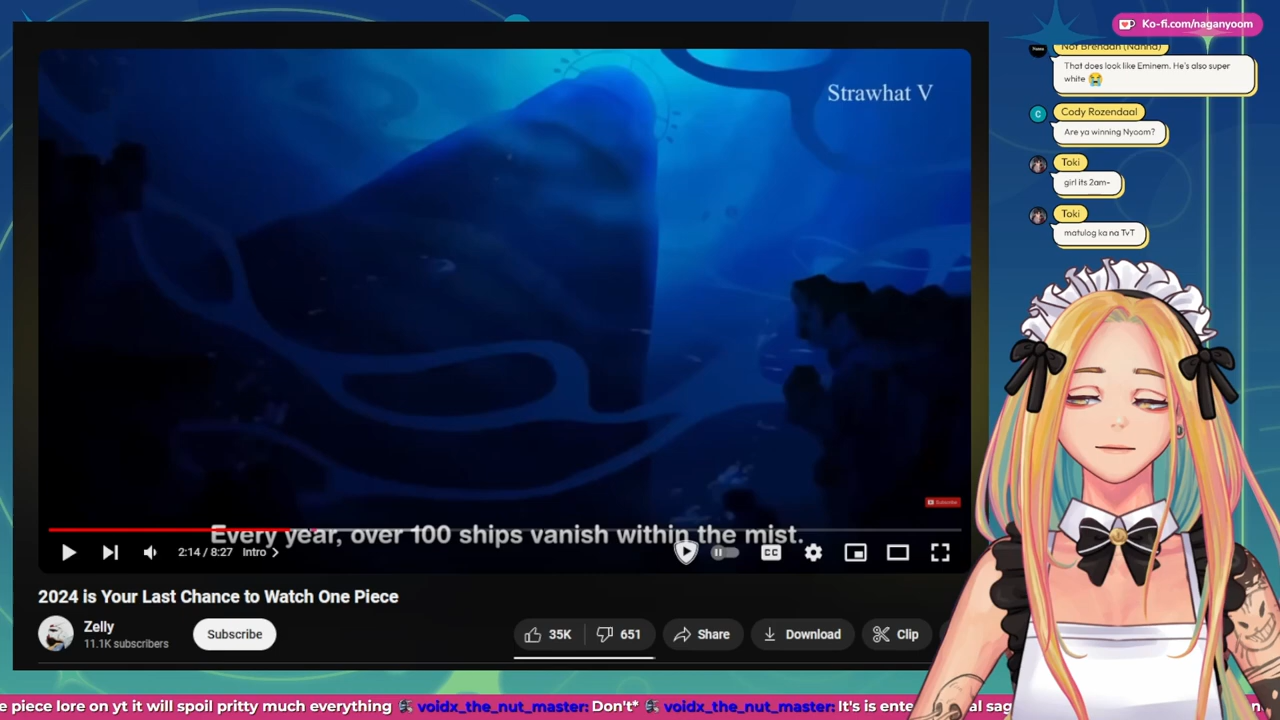 Ko-fi.com/naganyoom
Not Brendan (Nanna)
That does look like Eminem. He's also super
white 😭
C
Cody Rozendaal
Are ya winning Nyoom?
Toki
girl its 2am-
Toki
matulog ka na TvT
Strawhat V
Subscribe
Every year, over 100 ships vanish within the mist.
2:14 / 8:27 Intro
CC
2024 is Your Last Chance to Watch One Piece
Zelly
11.1K subscribers
Subscribe
35K
651
Share
Download
Clip
e piece lore on yt it will spoil pritty much everything voidx_the_nut_master: Don't* voidx_the_nut_master: It's is ente al sag